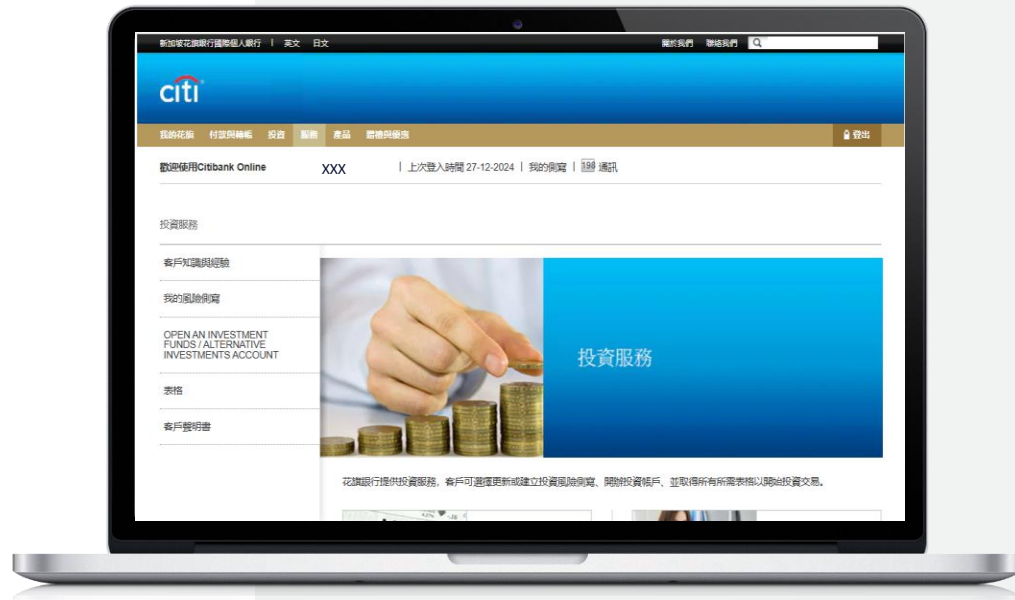 新加坡花旗銀行國際個人銀行 | 英文 日文 關於我們 聯絡我們
citi
我的花旗 付款與轉帳 投資 服務 產品 豐禮與優惠 登出
歡迎使用Citibank Online XXX | 上次登入時間 27-12-2024 | 我的側寫 | 198 通訊
投資服務
客戶知識與經驗
我的風險側寫
OPEN AN INVESTMENT
FUNDS / ALTERNATIVE
INVESTMENTS ACCOUNT
表格
客戶聲明書
投資服務
花旗銀行提供投資服務，客戶可選擇更新或建立投資風險側寫、開辦投資帳戶、並取得所有所需表格以開始投資交易。